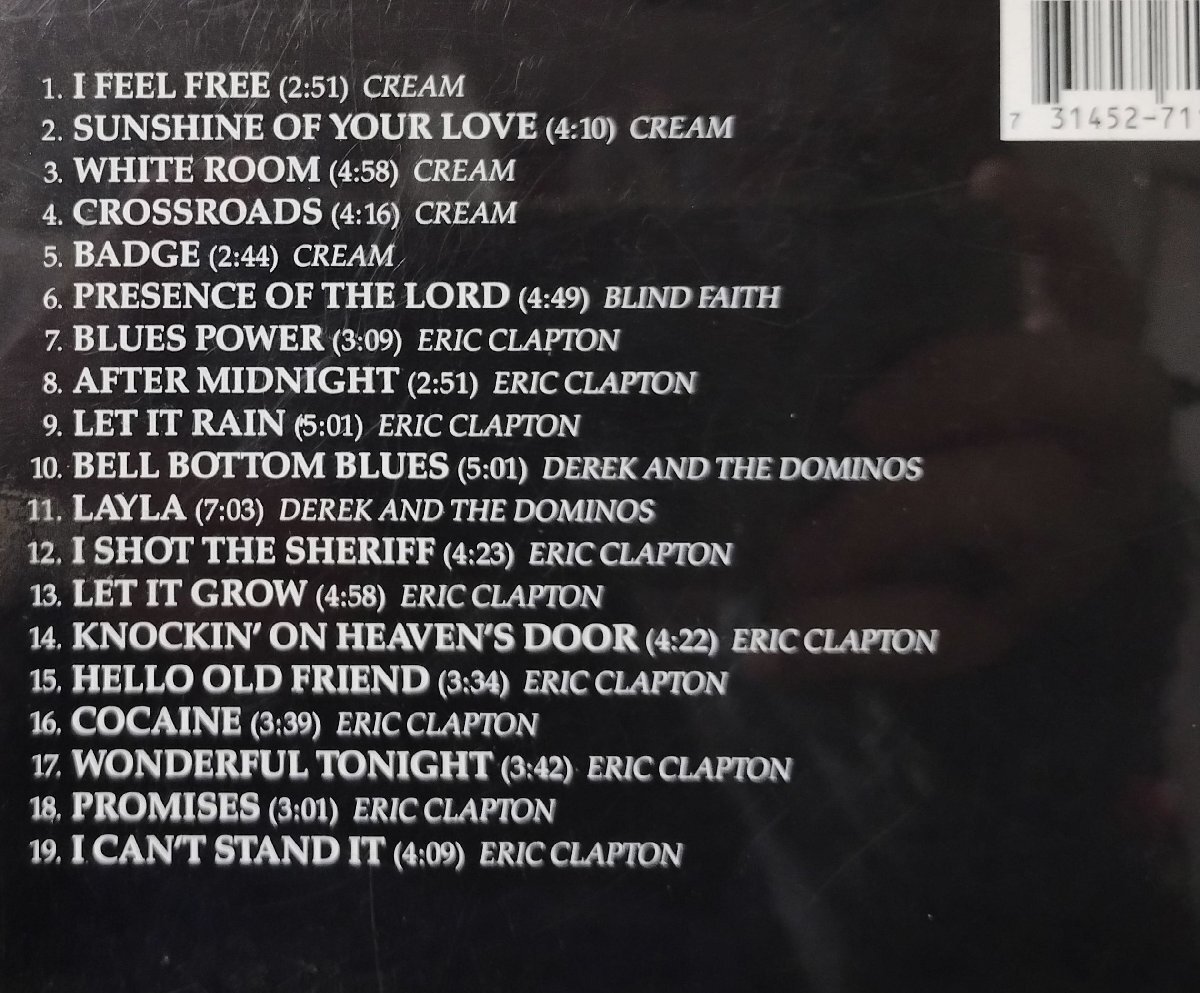 1. I FEEL FREE (2:51) CREAM
2. SUNSHINE OF YOUR LOVE (4:10) CREAM
3. WHITE ROOM (4:58) CREAM
4. CROSSROADS (4:16) CREAM
5. BADGE (2:44) CREAM
6. PRESENCE OF THE LORD (4:49) BLIND FAITH
7. BLUES POWER (3:09) ERIC CLAPTON
8. AFTER MIDNIGHT (2:51) ERIC CLAPTON
9. LET IT RAIN (5:01) ERIC CLAPTON
10. BELL BOTTOM BLUES (5:01) DEREK AND THE DOMINOS
11. LAYLA (7:03) DEREK AND THE DOMINOS
12. I SHOT THE SHERIFF (4:23) ERIC CLAPTON
13. LET IT GROW (4:58) ERIC CLAPTON
14. KNOCKIN' ON HEAVEN'S DOOR (4:22) ERIC CLAPTON
15. HELLO OLD FRIEND (3:34) ERIC CLAPTON
16. COCAINE (3:39) ERIC CLAPTON
17. WONDERFUL TONIGHT (3:42) ERIC CLAPTON
18. PROMISES (3:01) ERIC CLAPTON
19. I CAN'T STAND IT (4:09) ERIC CLAPTON
7 31452-71